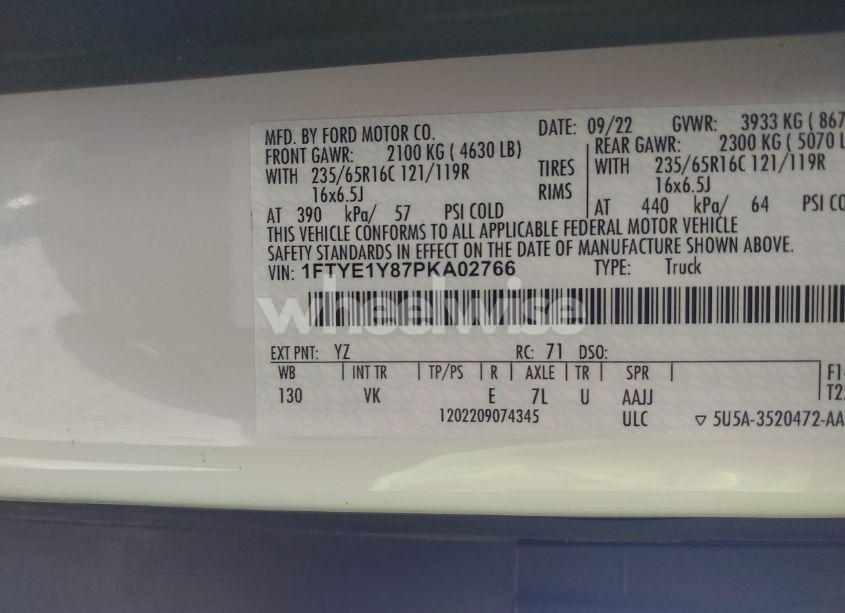 MFD. BY FORD MOTOR CO. DATE: 09/22 GVWR: 3933 KG ( 867
FRONT GAWR: 2100 KG ( 4630 LB) REAR GAWR: 2300 KG ( 5070 L
WITH 235/65R16C 121/119R TIRES WITH 235/65R16C 121/119R
16x6.5J RIMS 16x6.5J
AT 390 kPa/ 57 PSI COLD AT 440 kPa/ 64 PSI CO
THIS VEHICLE CONFORMS TO ALL APPLICABLE FEDERAL MOTOR VEHICLE
SAFETY STANDARDS IN EFFECT ON THE DATE OF MANUFACTURE SHOWN ABOVE.
VIN: 1FTYE1Y87PKA02766 TYPE: Truck
wheelwise
EXT PNT: YZ RC: 71 DSO:
WB INT TR TP/PS R AXLE TR SPR
130 VK E 7L U AAJJ
1202209074345 ULC ▽ 5U5A-3520472-AA